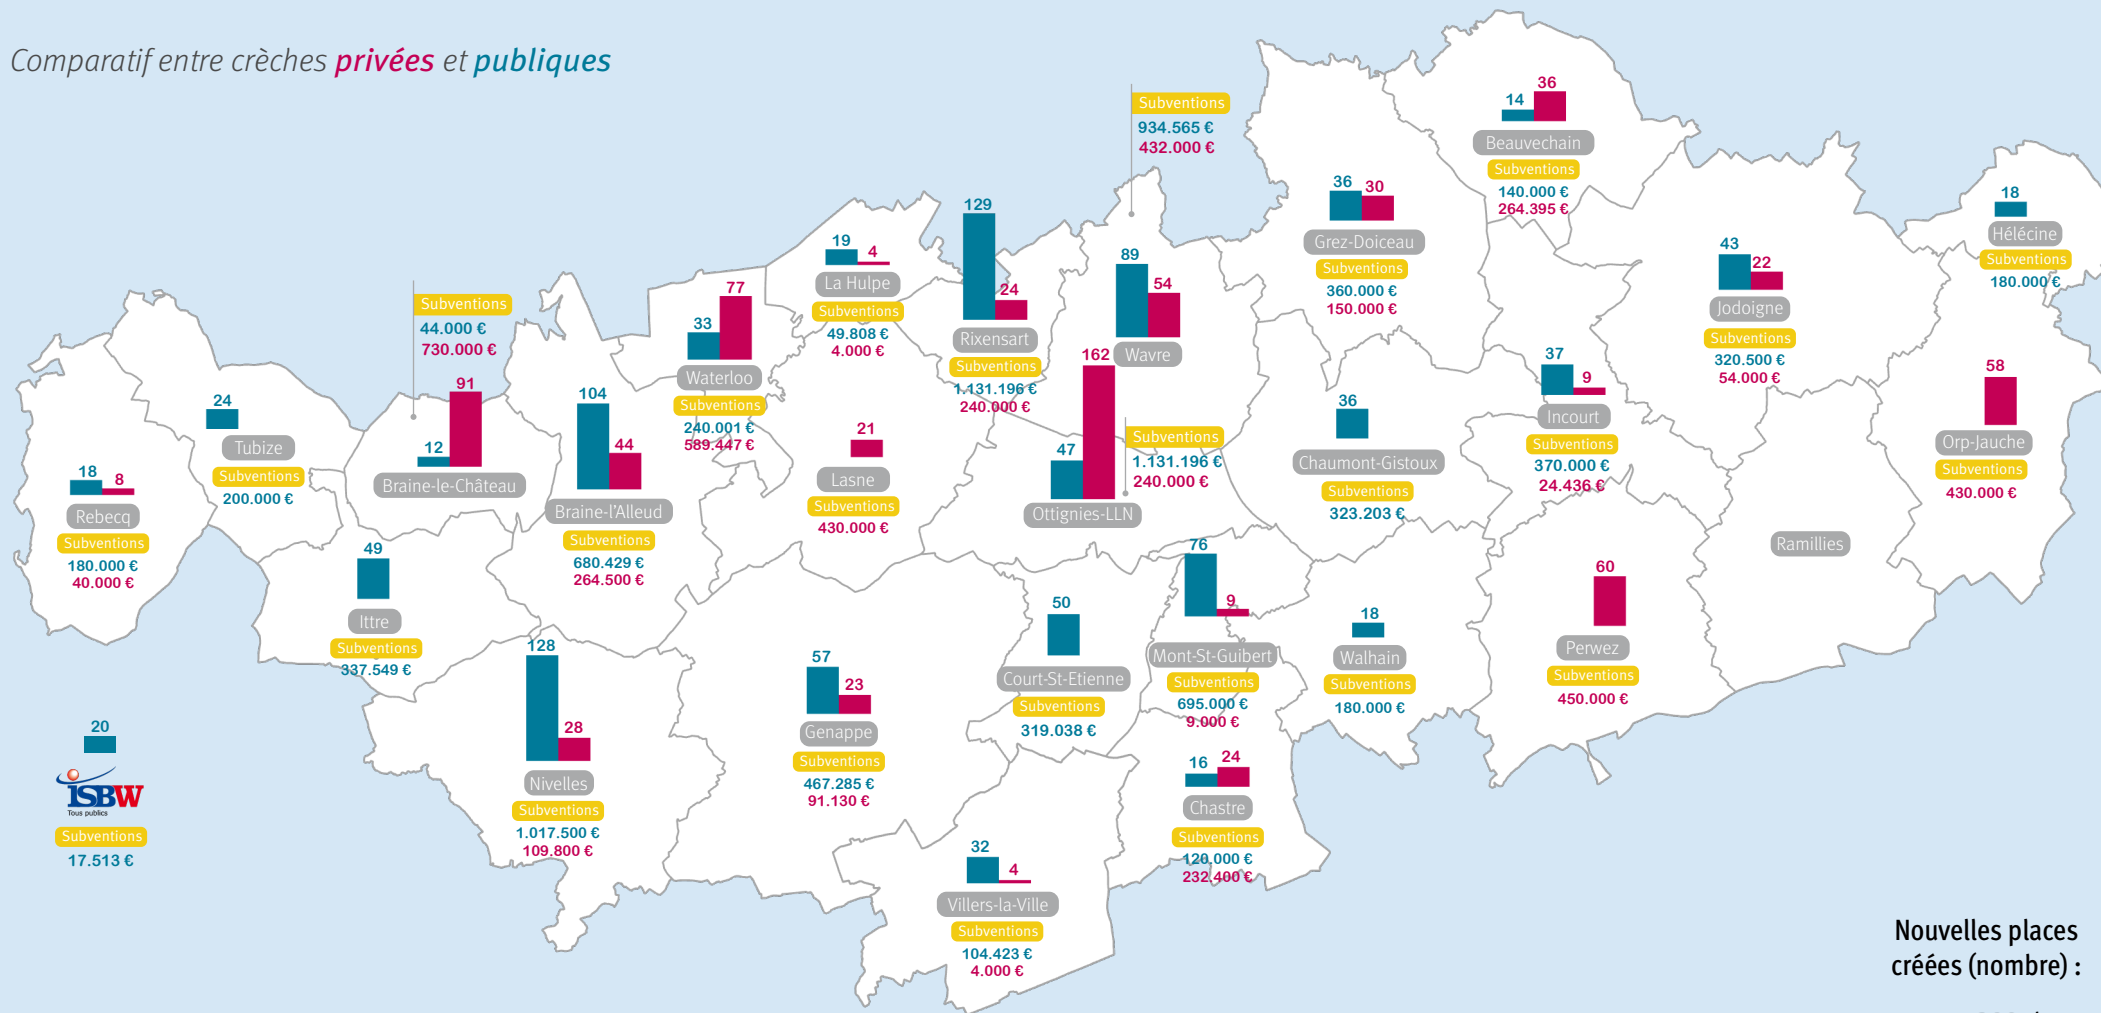 Comparatif entre crèches privées et publiques
Subventions
934.565 €
432.000 €
14
36
Beauvechain
Subventions
140.000 €
264.395 €
18
Hélécine
Subventions
180.000 €
36
30
Grez-Doiceau
Subventions
360.000 €
150.000 €
129
24
Rixensart
Subventions
1.131.196 €
240.000 €
19
4
La Hulpe
Subventions
49.808 €
4.000 €
89
54
Wavre
43
22
Jodoigne
Subventions
320.500 €
54.000 €
Subventions
44.000 €
730.000 €
33
77
Waterloo
Subventions
240.001 €
589.447 €
12
91
Braine-le-Château
104
44
Braine-l'Alleud
Subventions
680.429 €
264.500 €
24
Tubize
Subventions
200.000 €
18
8
Rebecq
Subventions
180.000 €
40.000 €
21
Lasne
Subventions
430.000 €
47
162
Ottignies-LLN
Subventions
1.131.196 €
240.000 €
36
Chaumont-Gistoux
Subventions
323.203 €
37
9
Incourt
Subventions
370.000 €
24.436 €
58
Orp-Jauche
Subventions
430.000 €
Ramillies
49
Ittre
Subventions
337.549 €
128
28
Nivelles
Subventions
1.017.500 €
109.800 €
57
23
Genappe
Subventions
467.285 €
91.130 €
50
Court-St-Etienne
Subventions
319.038 €
76
9
Mont-St-Guibert
Subventions
695.000 €
9.000 €
18
Walhain
Subventions
180.000 €
60
Perwez
Subventions
450.000 €
20
ISBW
Tous publics
Subventions
17.513 €
16
24
Chastre
Subventions
120.000 €
232.400 €
32
4
Villers-la-Ville
Subventions
104.423 €
4.000 €
Nouvelles places
créées (nombre) :